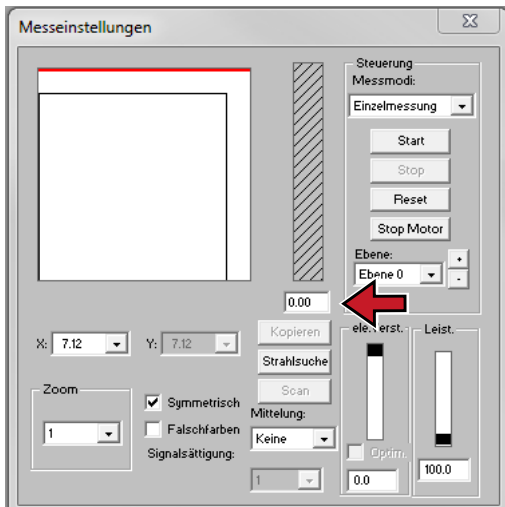 Messeinstellungen
Steuerung
Messmodi:
Einzelmessung
Start
Stop
Reset
Stop Motor
Ebene:
Ebene 0
+
-
0.00
X: 7.12
Y: 7.12
Kopieren
Strahlsuche
Scan
Mittelung:
Keine
1
Zoom
1
Symmetrisch
Falschfarben
Signalsättigung:
Optim.
0.0
Leist.
100.0